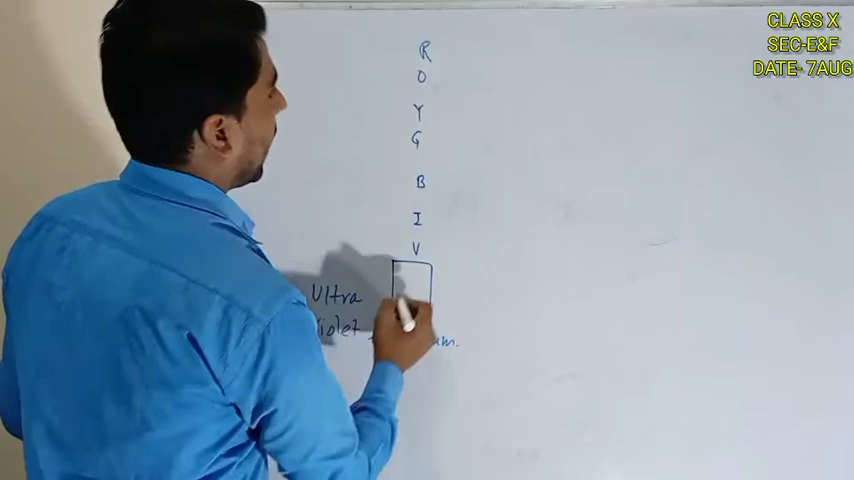 CLASS X
SEC-E&F
DATE- 7AUG
R
O
Y
G
B
I
V
Ultra
violet